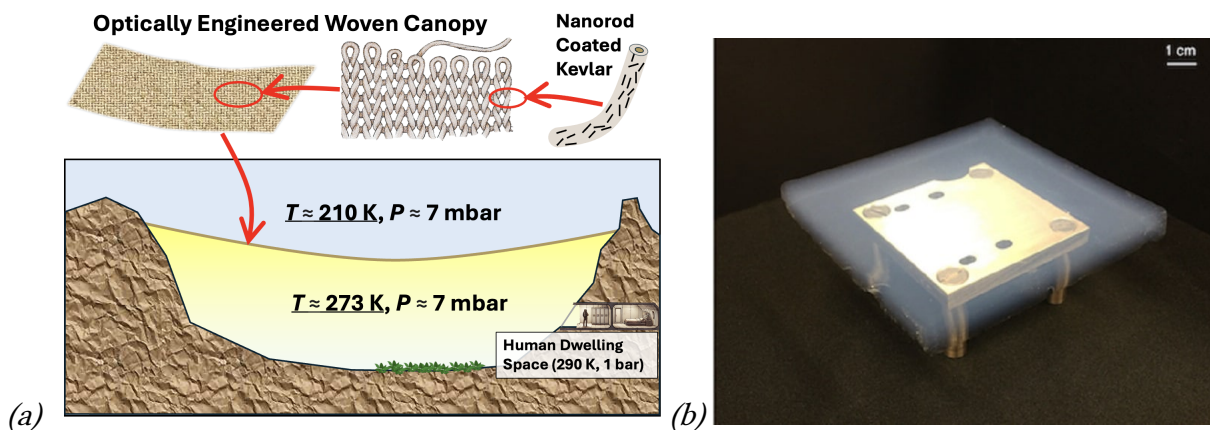 Optically Engineered Woven Canopy
Nanorod
Coated
Kevlar
T ≈ 210 K, P ≈ 7 mbar
T ≈ 273 K, P ≈ 7 mbar
Human Dwelling
Space (290 K, 1 bar)
(a)
1 cm
(b)